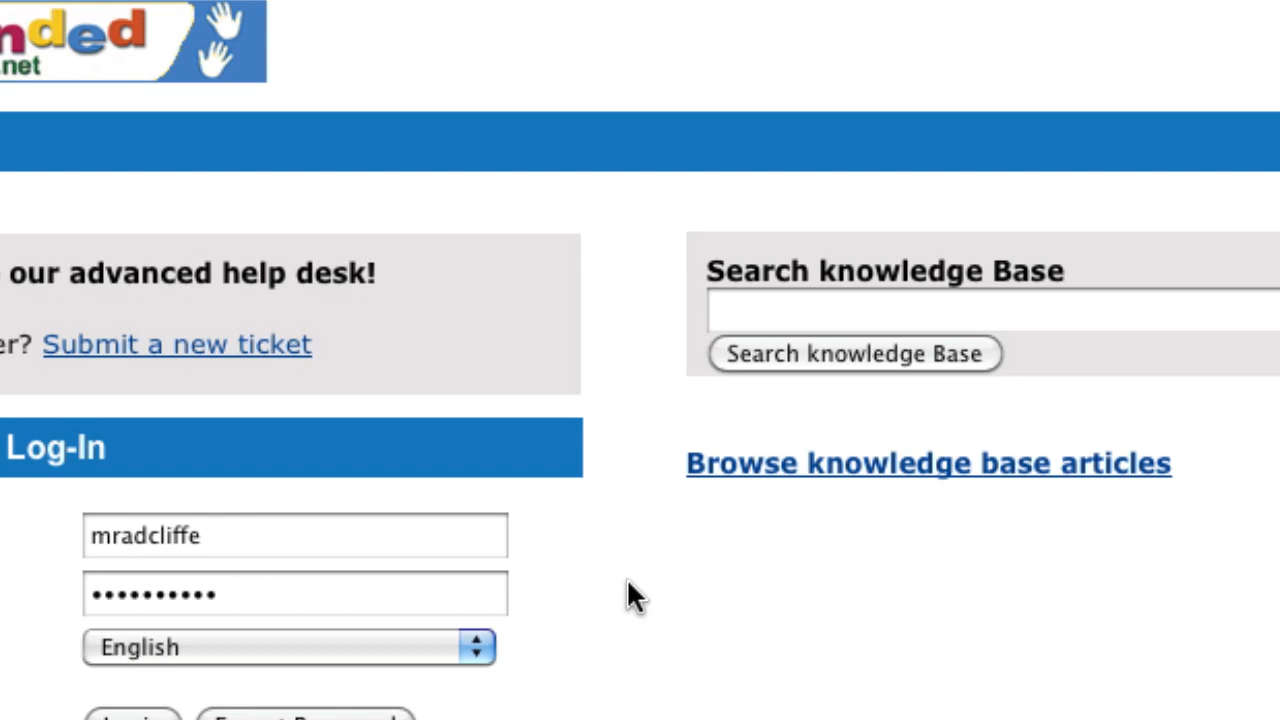 nded
.net
our advanced help desk!
er? Submit a new ticket
Log-In
mradcliffe
••••••••••
English
Search knowledge Base
Search knowledge Base
Browse knowledge base articles